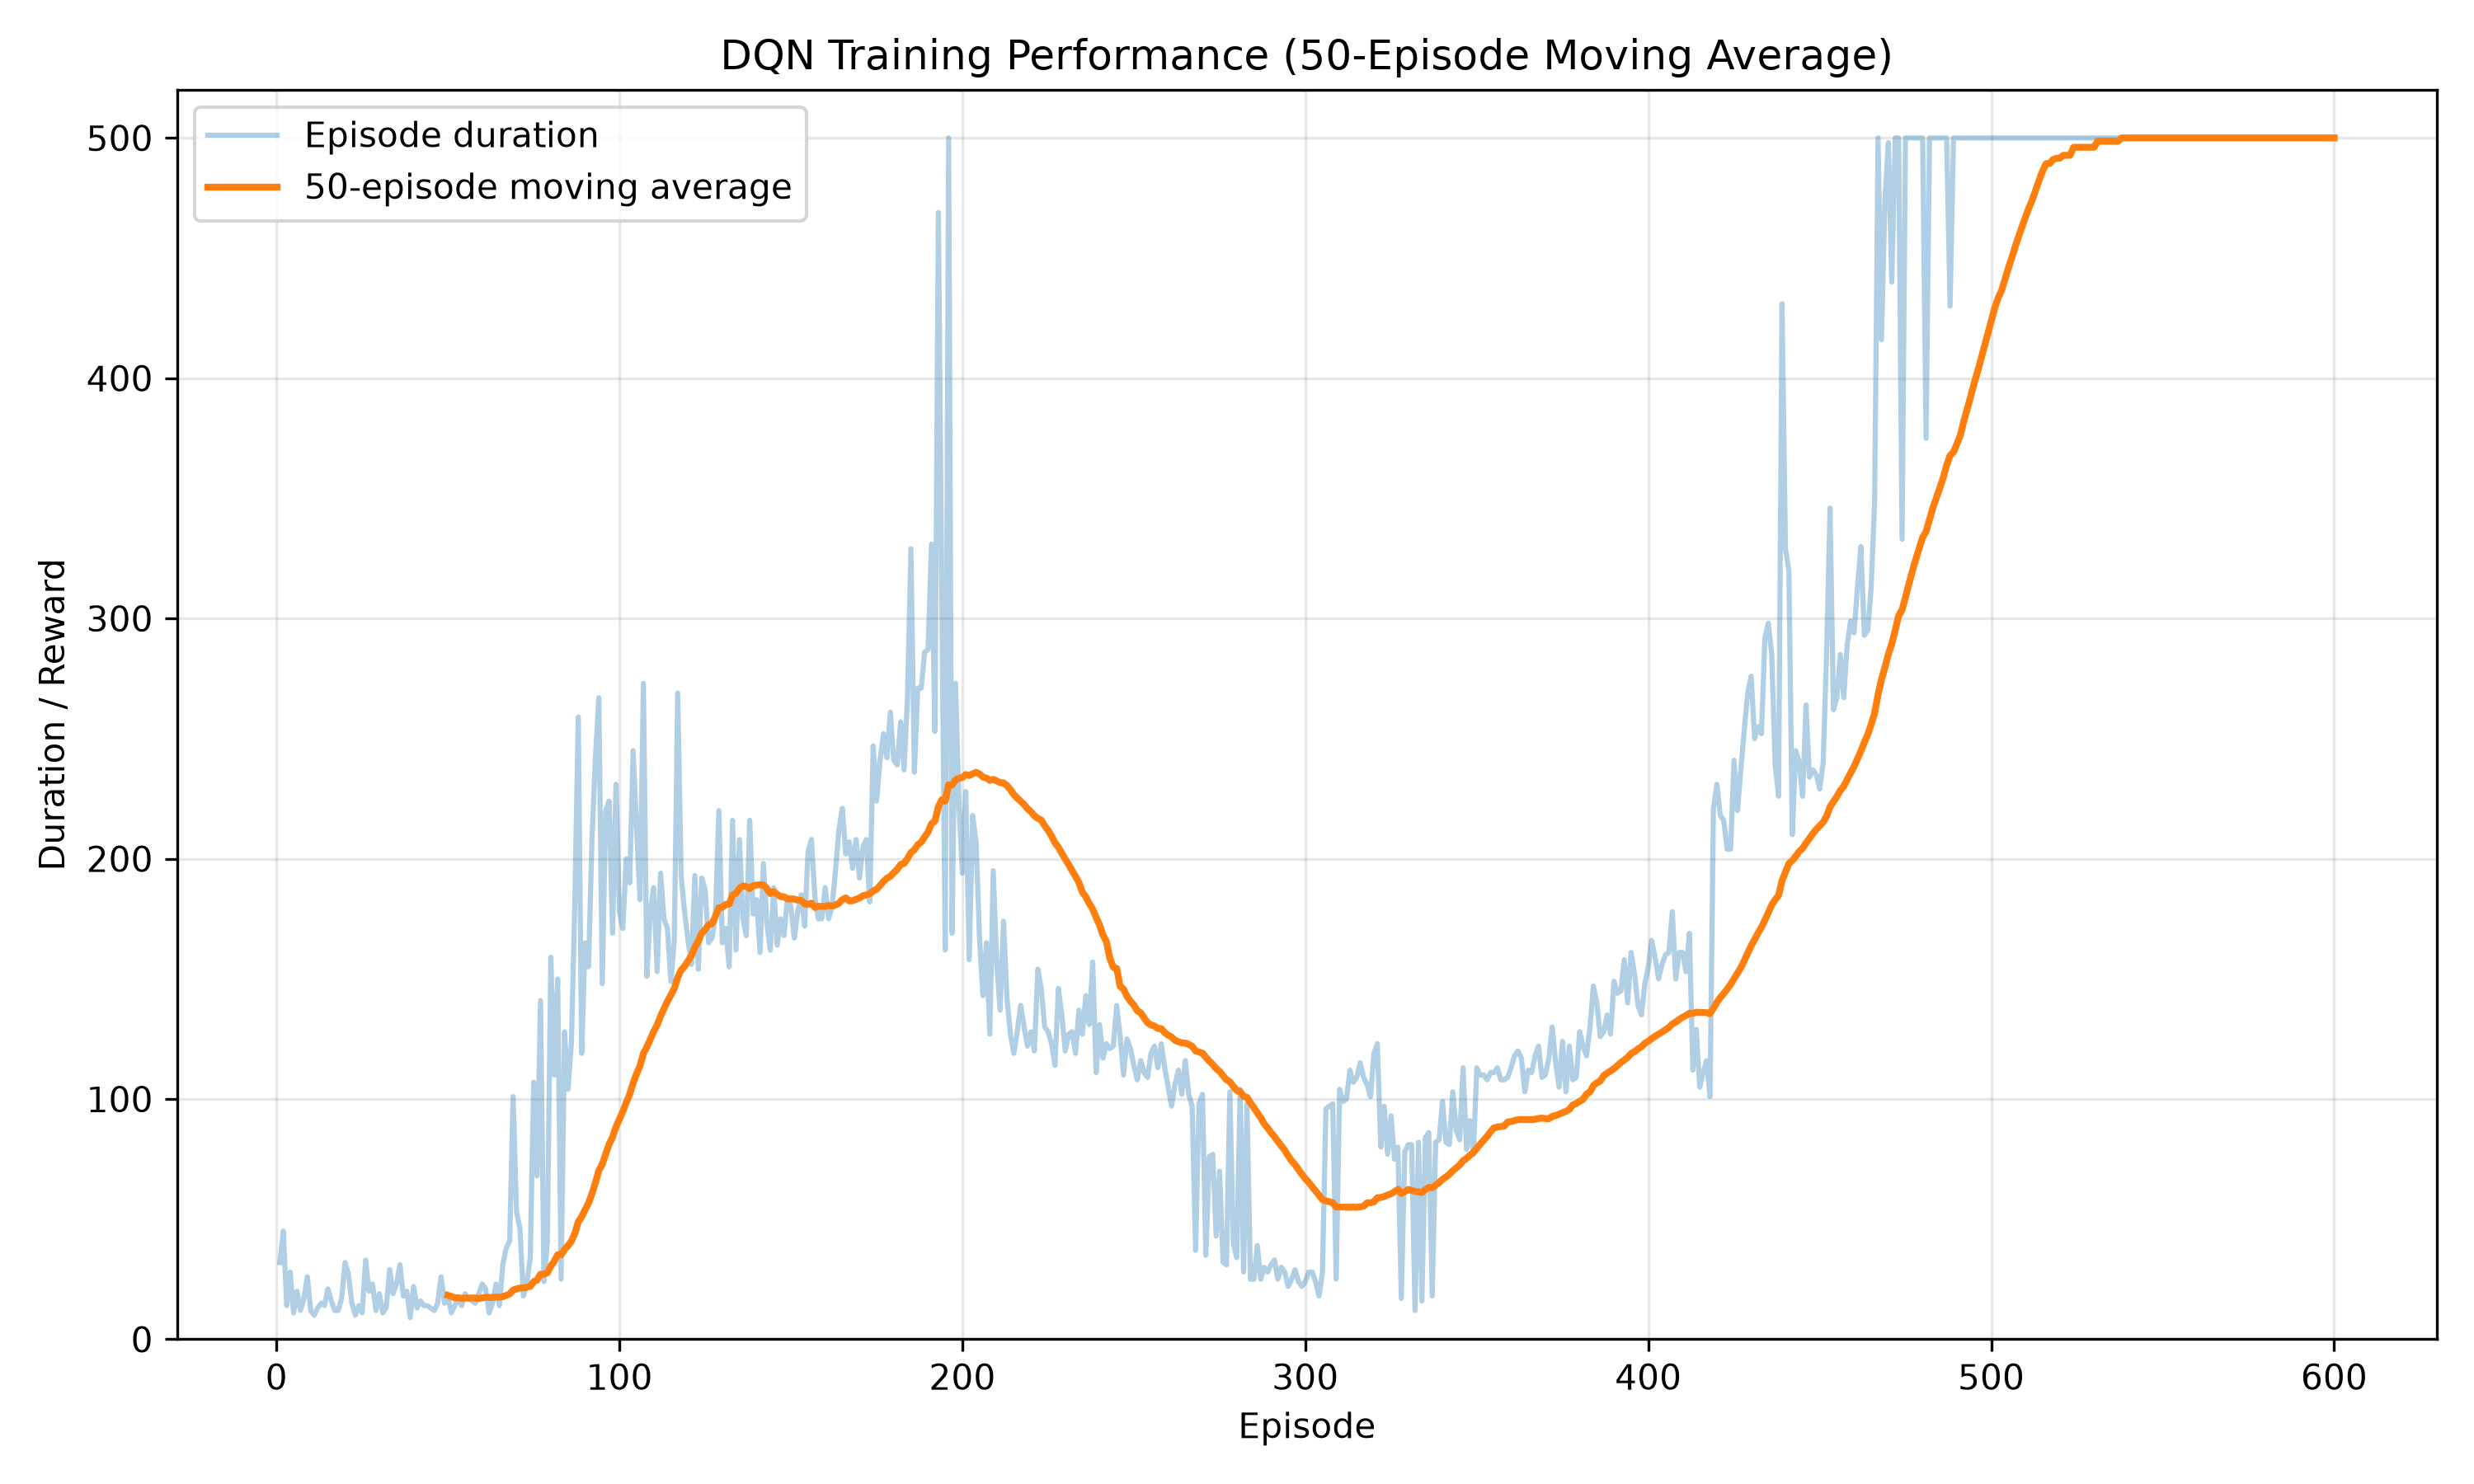 DQN Training Performance (50-Episode Moving Average)
Episode duration
50-episode moving average
Duration / Reward
500
400
300
200
100
0
0 100 200 300 400 500 600
Episode